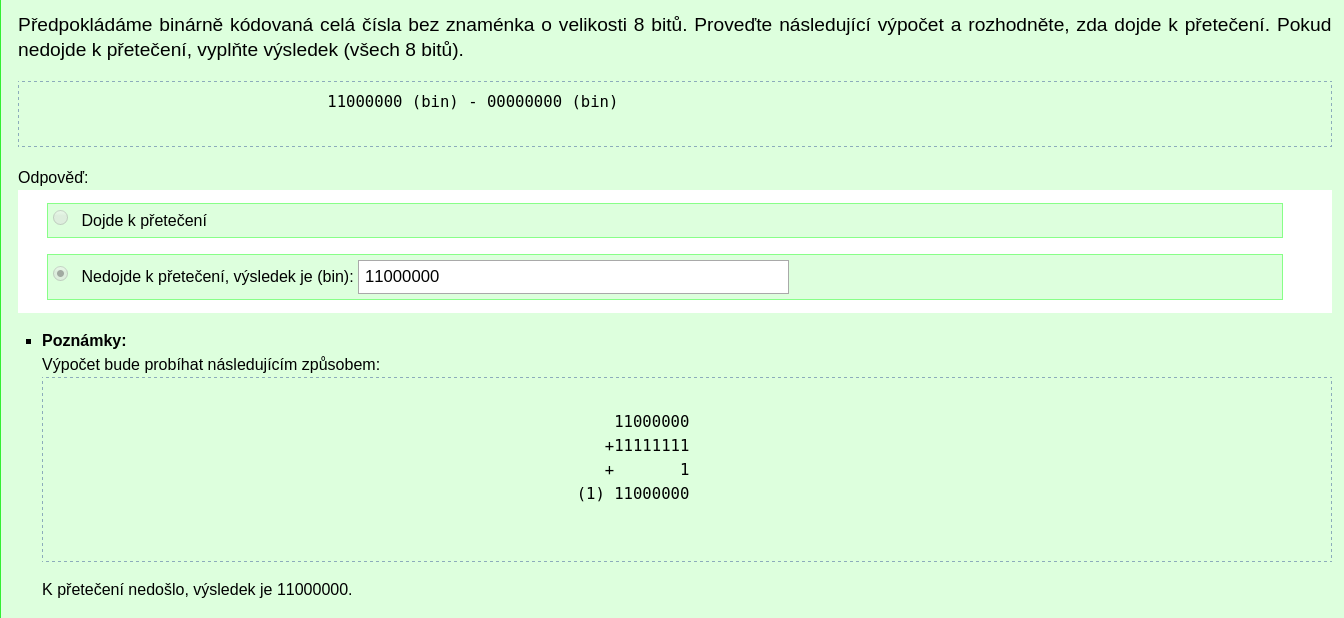 Předpokládáme binárně kódovaná celá čísla bez znaménka o velikosti 8 bitů. Proveďte následující výpočet a rozhodněte, zda dojde k přetečení. Pokud
nedojde k přetečení, vyplňte výsledek (všech 8 bitů).
11000000 (bin) - 00000000 (bin)
Odpověď:
Dojde k přetečení
Nedojde k přetečení, výsledek je (bin): 11000000
Poznámky:
Výpočet bude probíhat následujícím způsobem:
11000000
+11111111
+       1
(1) 11000000
K přetečení nedošlo, výsledek je 11000000.